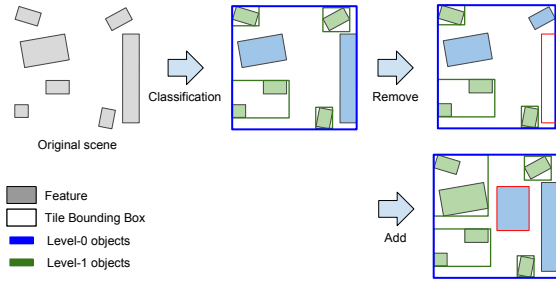 Classification
Remove
Original scene
Feature
Tile Bounding Box
Level-0 objects
Level-1 objects
Add